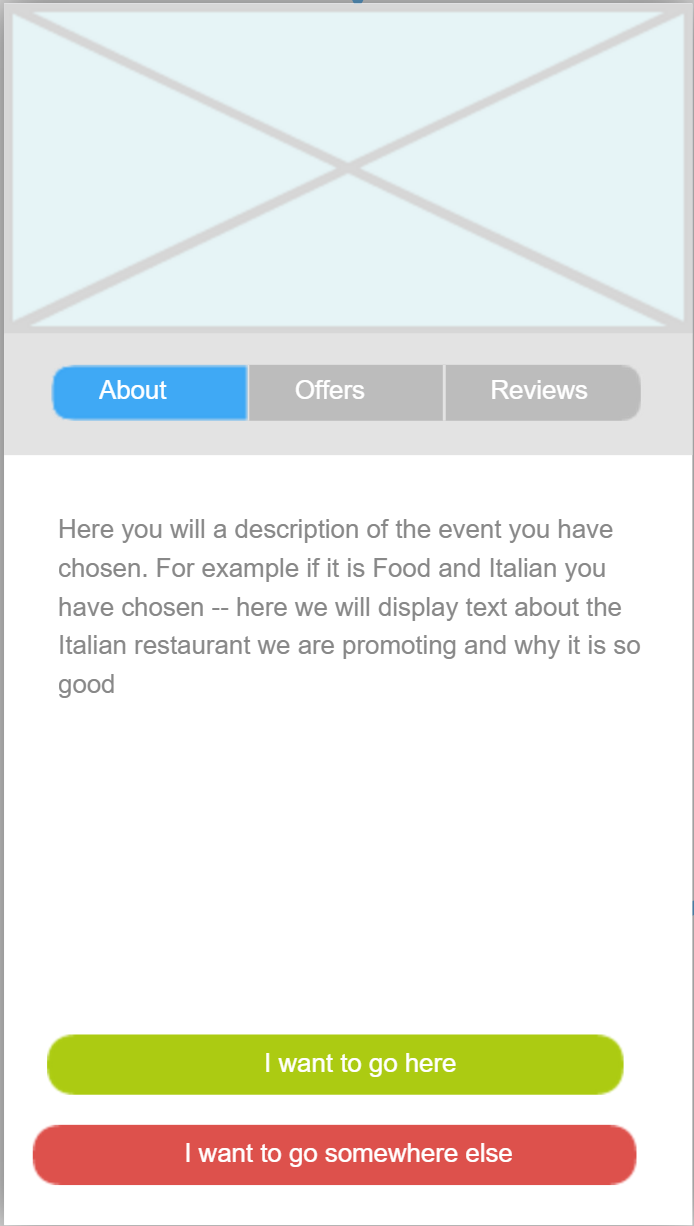 About Offers Reviews
Here you will a description of the event you have
chosen. For example if it is Food and Italian you
have chosen -- here we will display text about the
Italian restaurant we are promoting and why it is so
good
I want to go here
I want to go somewhere else